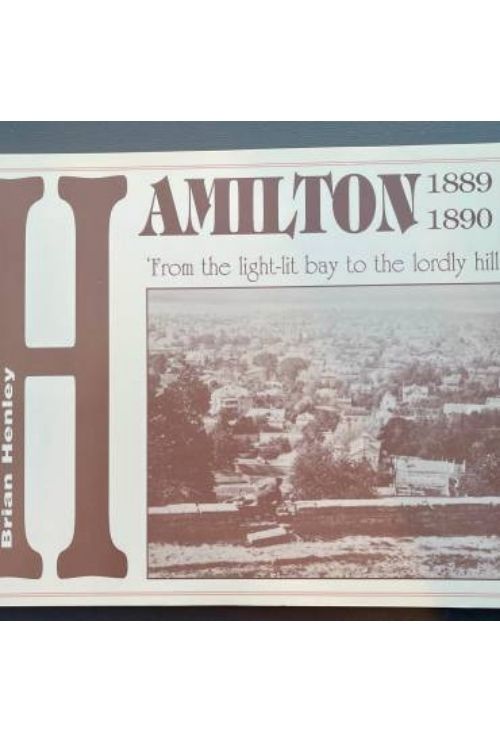 HAMILTON 1889
1890
'From the light-lit bay to the lordly hill
Brian Henley